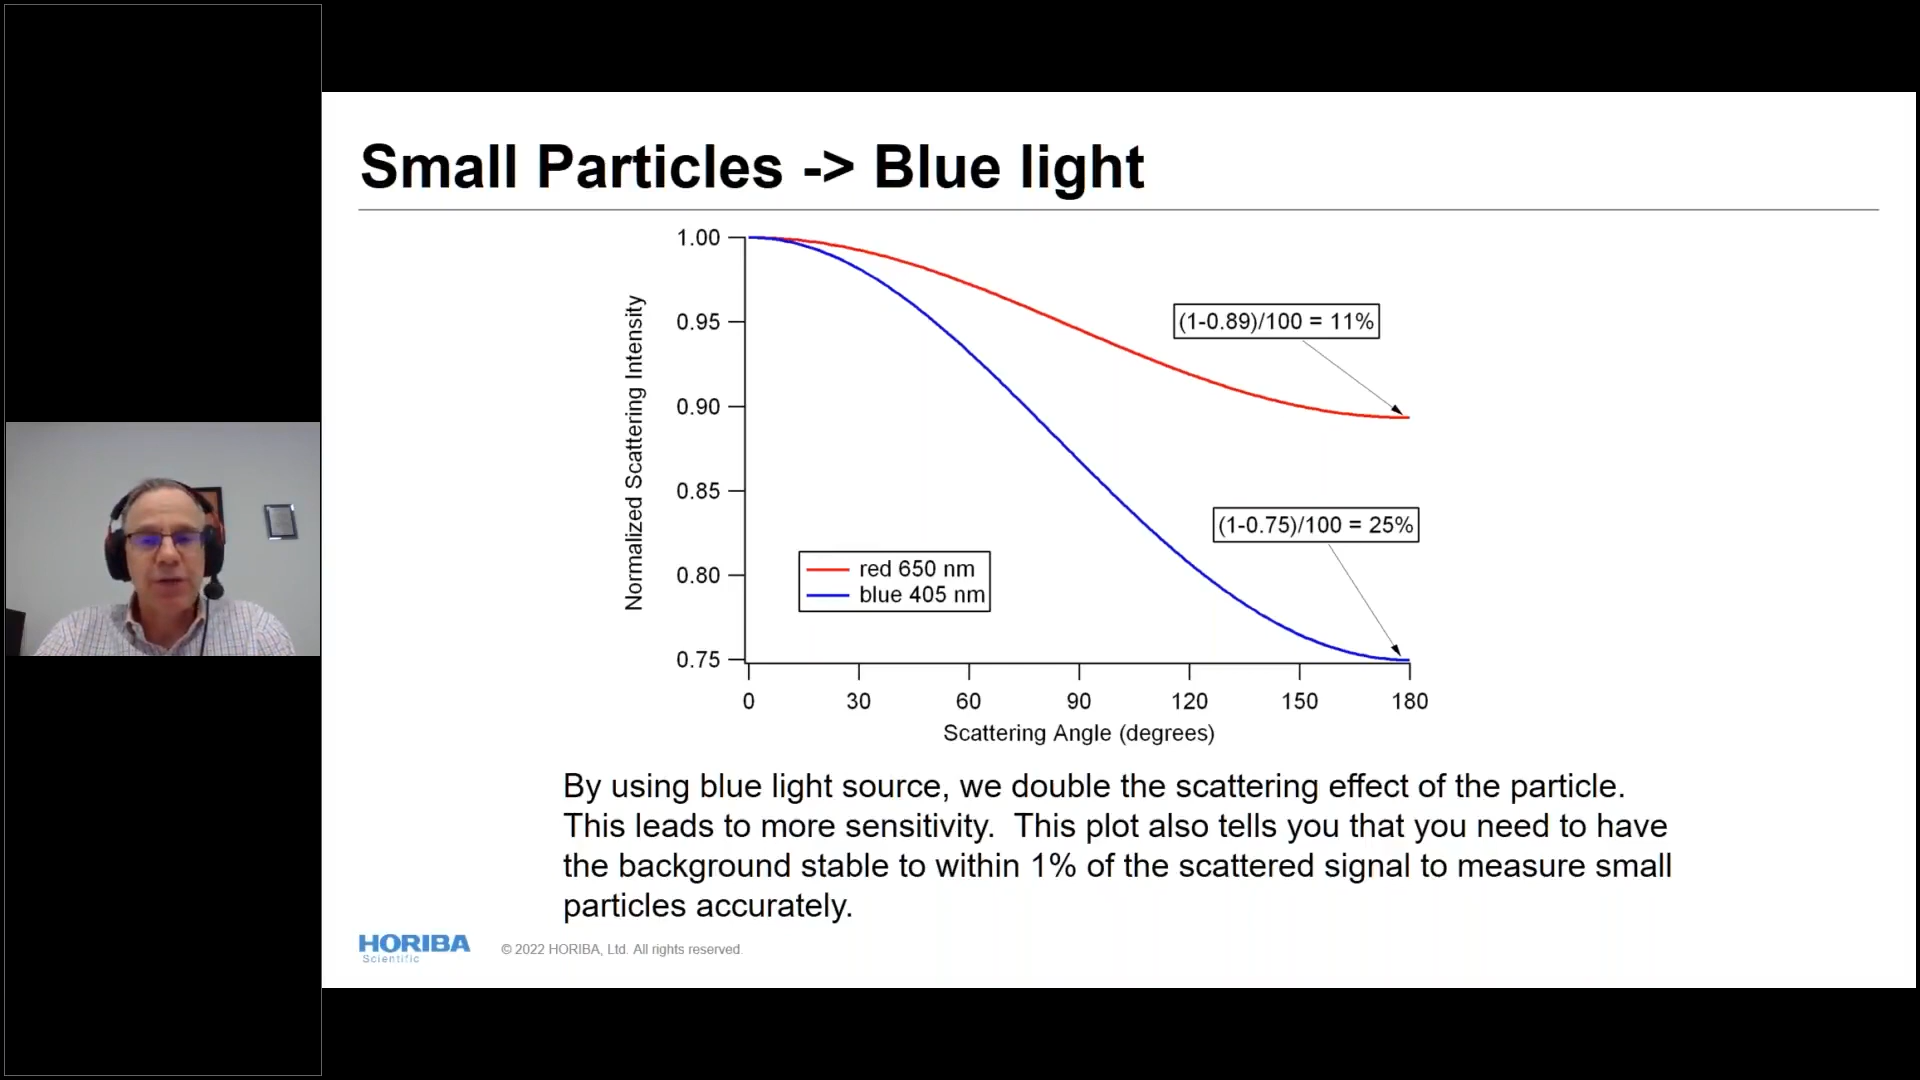 Small Particles -> Blue light
1.00
0.95
0.90
0.85
0.80
0.75
Normalized Scattering Intensity
(1-0.89)/100 = 11%
(1-0.75)/100 = 25%
red 650 nm
blue 405 nm
0 30 60 90 120 150 180
Scattering Angle (degrees)
By using blue light source, we double the scattering effect of the particle.
This leads to more sensitivity.  This plot also tells you that you need to have
the background stable to within 1% of the scattered signal to measure small
particles accurately.
HORIBA
Scientific
© 2022 HORIBA, Ltd. All rights reserved.